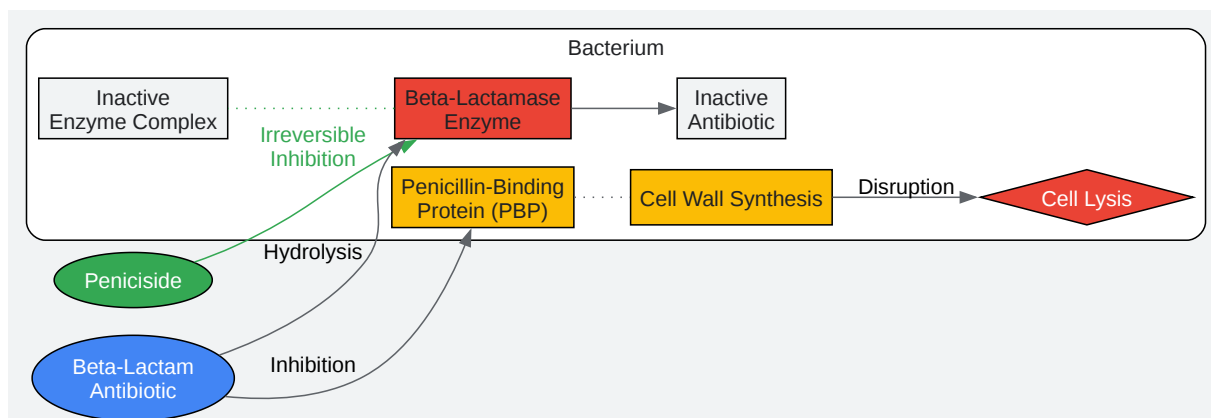 Bacterium
Inactive
Enzyme Complex
Beta-Lactamase
Enzyme
Inactive
Antibiotic
Irreversible
Inhibition
Penicillin-Binding
Protein (PBP)
Cell Wall Synthesis
Disruption
Cell Lysis
Hydrolysis
Peniciside
Inhibition
Beta-Lactam
Antibiotic